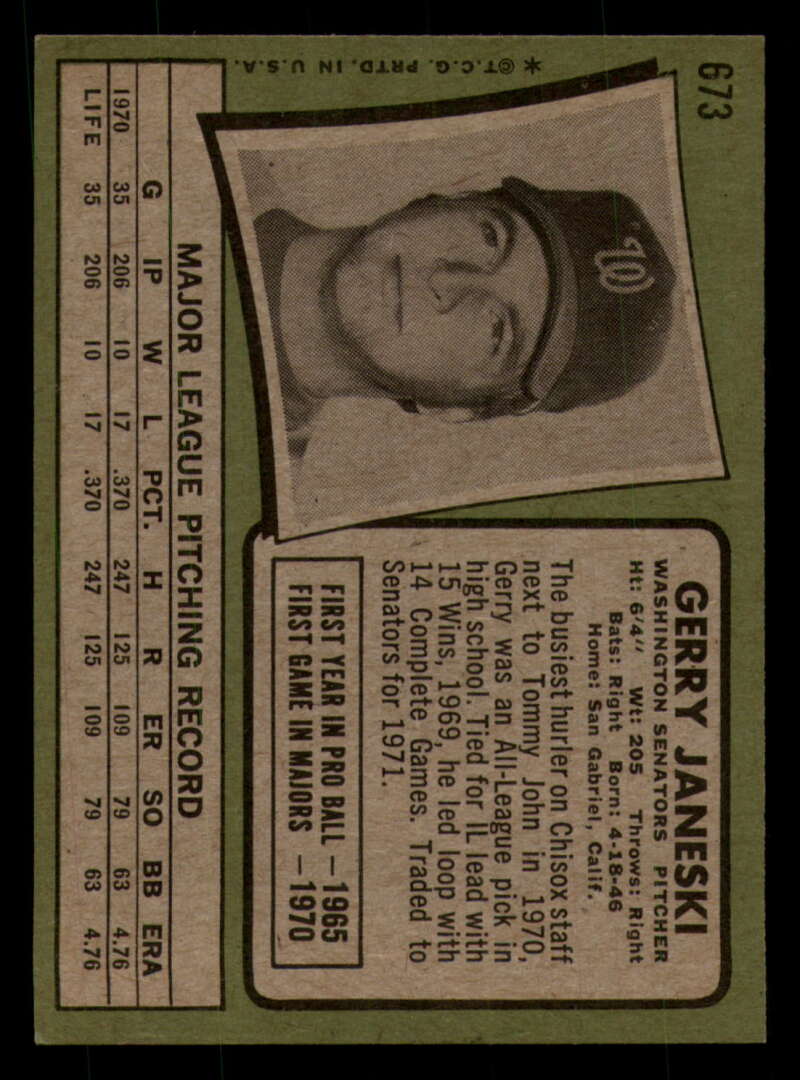 673
GERRY JANESKI
WASHINGTON SENATORS PITCHER
Ht: 6'4" Wt: 205 Throws: Right
Bats: Right Born: 4-18-46
Home: San Gabriel, Calif.
The busiest hurler on Chisox staff
next to Tommy John in 1970,
Gerry was an All-League pick in
high school. Tied for IL lead with
15 Wins, 1969, he led loop with
14 Complete Games. Traded to
Senators for 1971.
FIRST YEAR IN PRO BALL — 1965
FIRST GAME IN MAJORS — 1970
W
✶©T.C.G. PRTD. IN U.S.A.
MAJOR LEAGUE PITCHING RECORD
G IP W L PCT. H R ER SO BB ERA
1970 35 206 10 17 .370 247 125 109 79 63 4.76
LIFE 35 206 10 17 .370 247 125 109 79 63 4.76